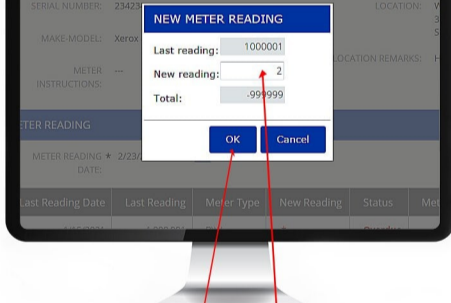 SERIAL NUMBER: 23423
LOCATION:
MAKE-MODEL: Xerox
LOCATION REMARKS:
METER ---
INSTRUCTIONS:
NEW METER READING
Last reading: 1000001
New reading: 2
Total: -999999
OK Cancel
ETER READING
METER READING * 2/23/
DATE:
Last Reading Date Last Reading Meter Type New Reading Status Met